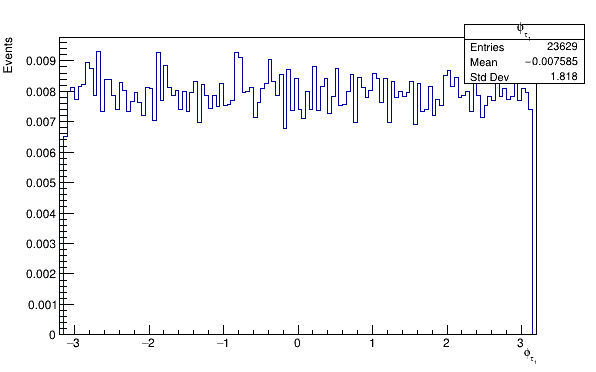 ϕτ1
Entries 23629
Mean −0.007585
Std Dev 1.818
Events
0.009
0.008
0.007
0.006
0.005
0.004
0.003
0.002
0.001
0
−3 −2 −1 0 1 2 3
ϕτ1